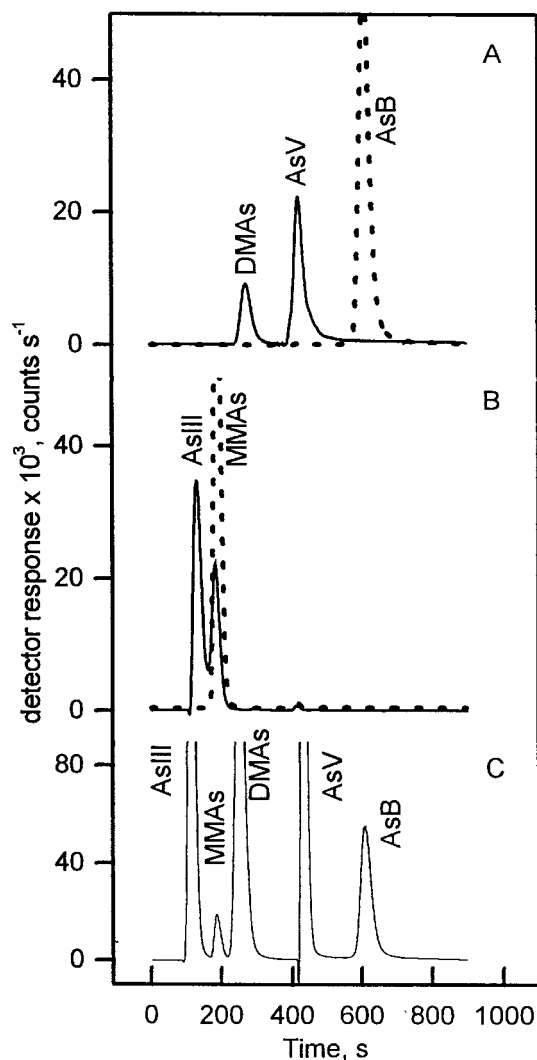 A
40
20
0
DMAs
AsV
AsB
B
40
20
0
AsIII
MMAs
C
80
40
0
AsIII
MMAs
DMAs
AsV
AsB
detector response x 10³, counts s⁻¹
0 200 400 600 800 1000
Time, s